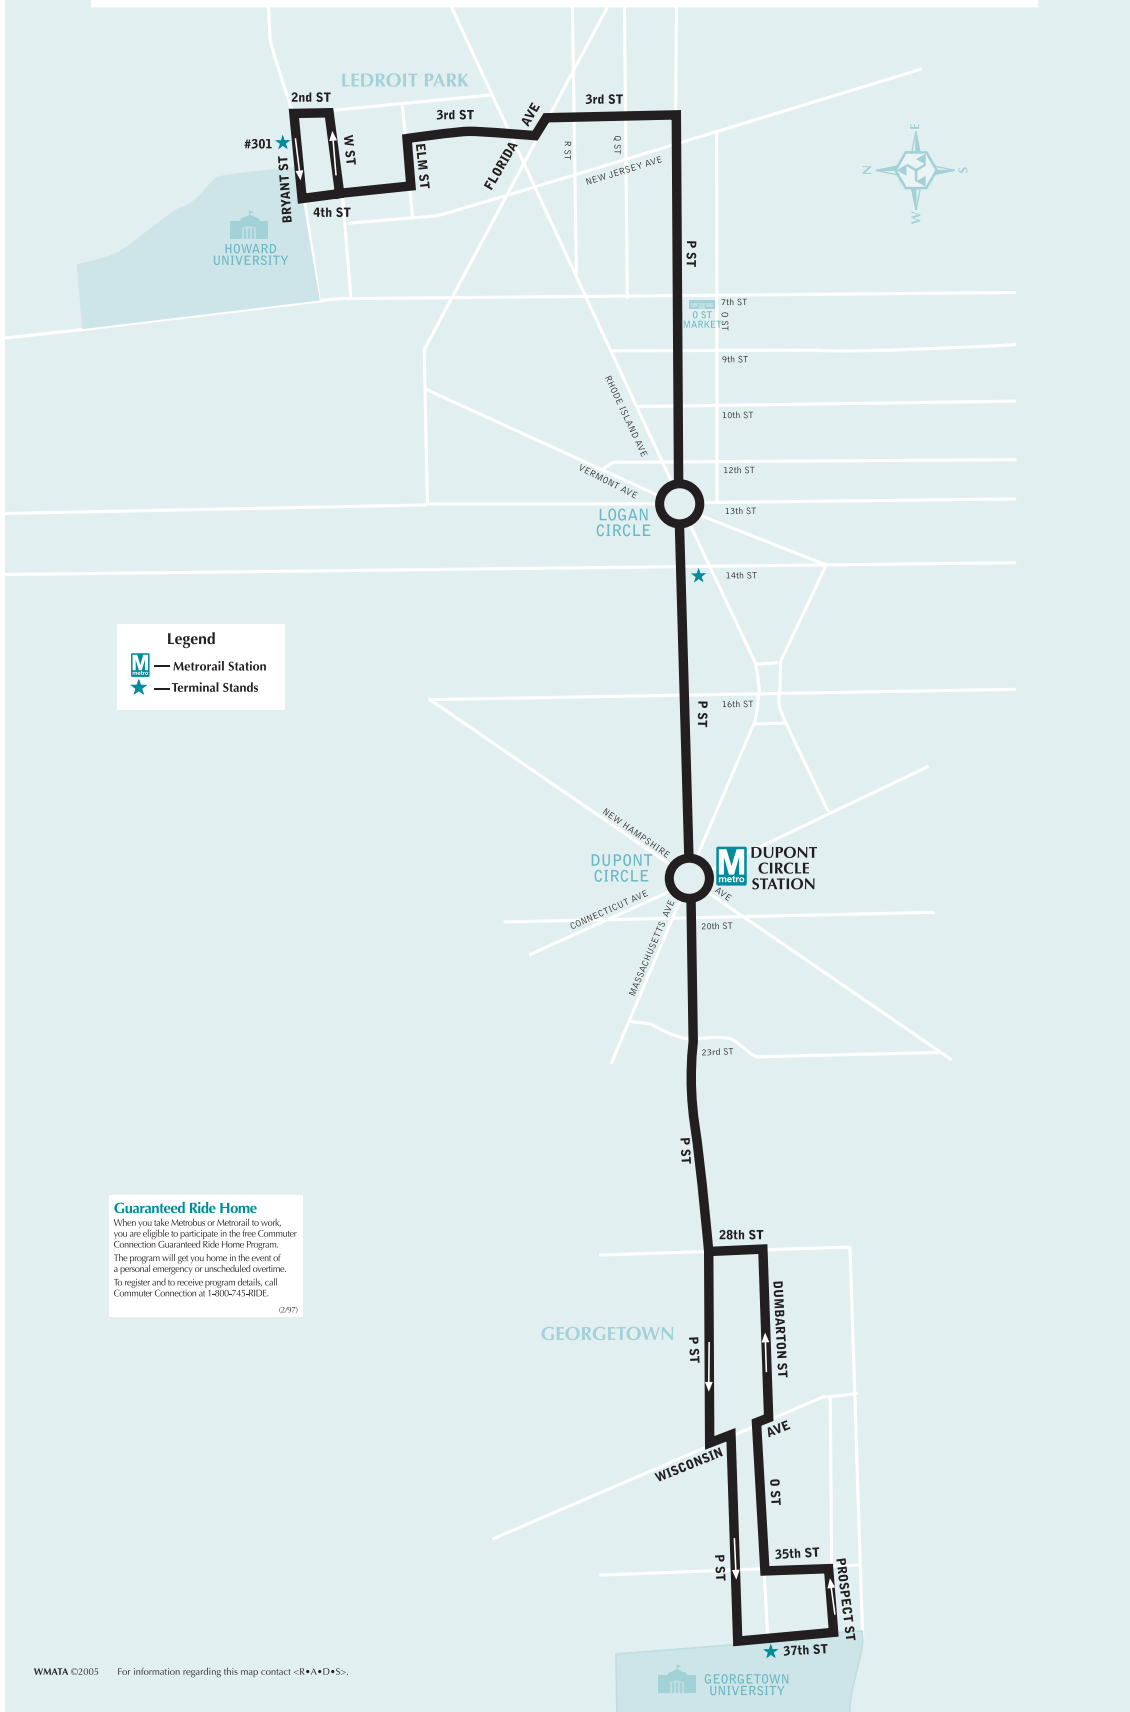 LEDROIT PARK
2nd ST
3rd ST
3rd ST
FLORIDA AVE
#301
W ST
BRYANT ST
ELM ST
R ST
Q ST
NEW JERSEY AVE
4th ST
E
N
S
W
HOWARD
UNIVERSITY
P ST
7th ST
O ST
MARKET
O ST
9th ST
RHODE ISLAND AVE
10th ST
VERMONT AVE
12th ST
LOGAN
CIRCLE
13th ST
14th ST
Legend
M
metro
Metrorail Station
Terminal Stands
P ST
16th ST
NEW HAMPSHIRE
AVE
DUPONT
CIRCLE
M
metro
DUPONT
CIRCLE
STATION
CONNECTICUT AVE
MASSACHUSETTS AVE
20th ST
23rd ST
P ST
Guaranteed Ride Home
When you take Metrobus or Metrorail to work,
you are eligible to participate in the free Commuter
Connection Guaranteed Ride Home Program.
The program will get you home in the event of
a personal emergency or unscheduled overtime.
To register and to receive program details, call
Commuter Connection at 1-800-745-RIDE.
(2/97)
28th ST
DUMBARTON ST
GEORGETOWN
P ST
WISCONSIN AVE
O ST
P ST
35th ST
PROSPECT ST
37th ST
GEORGETOWN
UNIVERSITY
WMATA ©2005 For information regarding this map contact <R•A•D•S>.